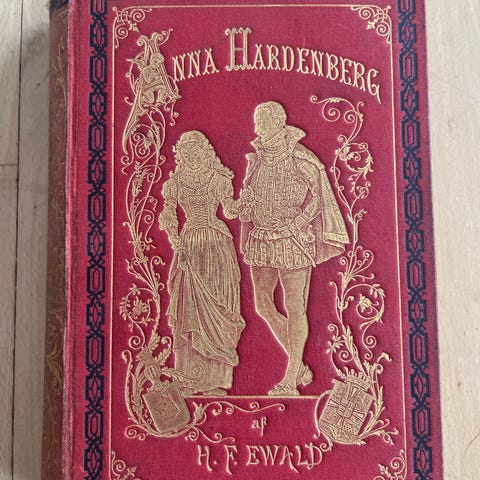 Anna Hardenberg
af
H. F. EWALD